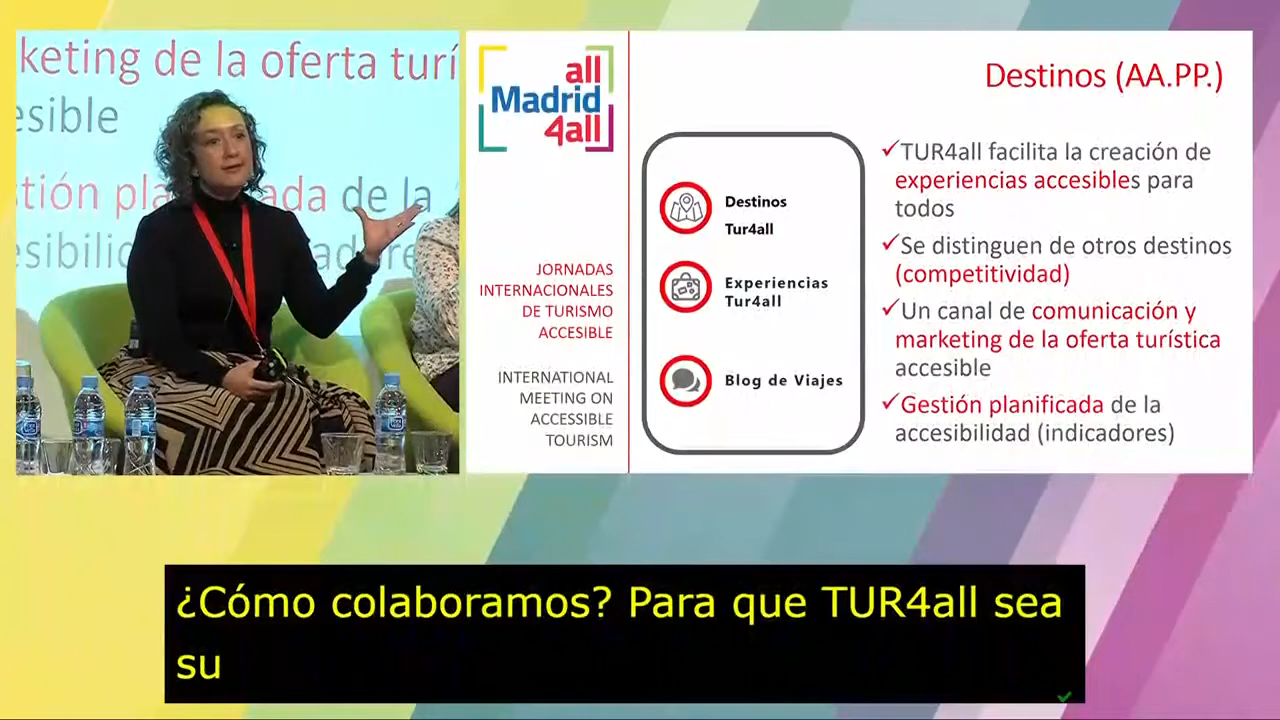 keting de la oferta turí
esible
tión pla ada de la
esibilid adore
all
Madrid
4all
JORNADAS
INTERNACIONALES
DE TURISMO
ACCESIBLE
INTERNATIONAL
MEETING ON
ACCESSIBLE
TOURISM
Destinos (AA.PP.)
Destinos
Tur4all
Experiencias
Tur4all
Blog de Viajes
TUR4all facilita la creación de
experiencias accesibles para
todos
Se distinguen de otros destinos
(competitividad)
Un canal de comunicación y
marketing de la oferta turística
accesible
Gestión planificada de la
accesibilidad (indicadores)
¿Cómo colaboramos? Para que TUR4all sea
su